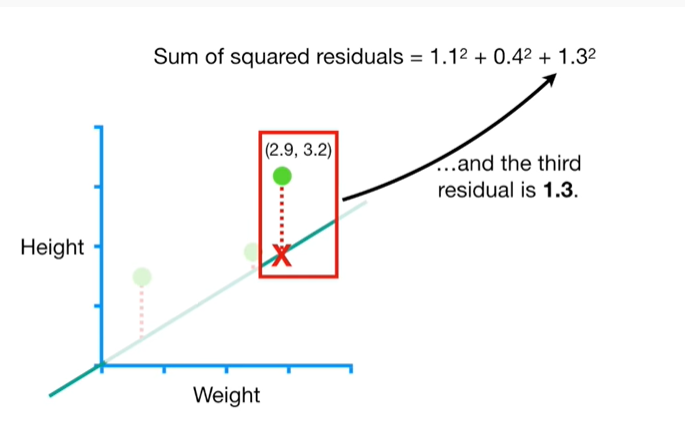 Sum of squared residuals = 1.1² + 0.4² + 1.3²
(2.9, 3.2)
...and the third
residual is 1.3.
Height
Weight